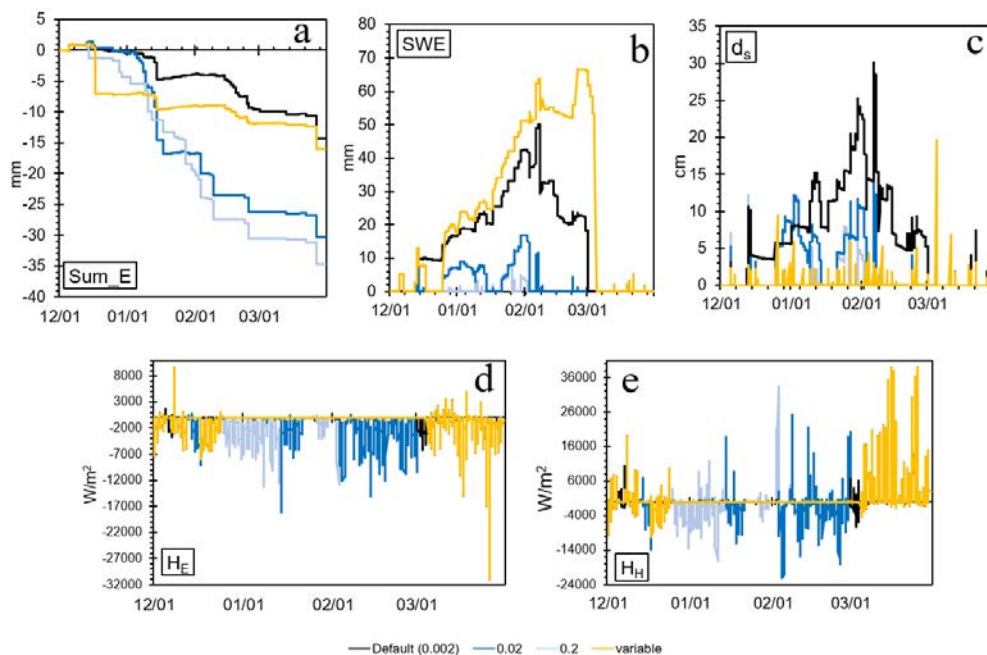 a
5
0
-5
-10
-15
-20
-25
-30
-35
-40
mm
Sum_E
12/01 01/01 02/01 03/01
b
SWE
80
70
60
50
40
30
20
10
0
mm
12/01 01/01 02/01 03/01
c
ds
35
30
25
20
15
10
5
0
cm
12/01 01/01 02/01 03/01
d
8000
3000
-2000
-7000
-12000
-17000
-22000
-27000
-32000
W/m²
HE
12/01 01/01 02/01 03/01
e
36000
26000
16000
6000
-4000
-14000
-24000
W/m²
HH
12/01 01/01 02/01 03/01
Default (0.002) 0.02 0.2 variable